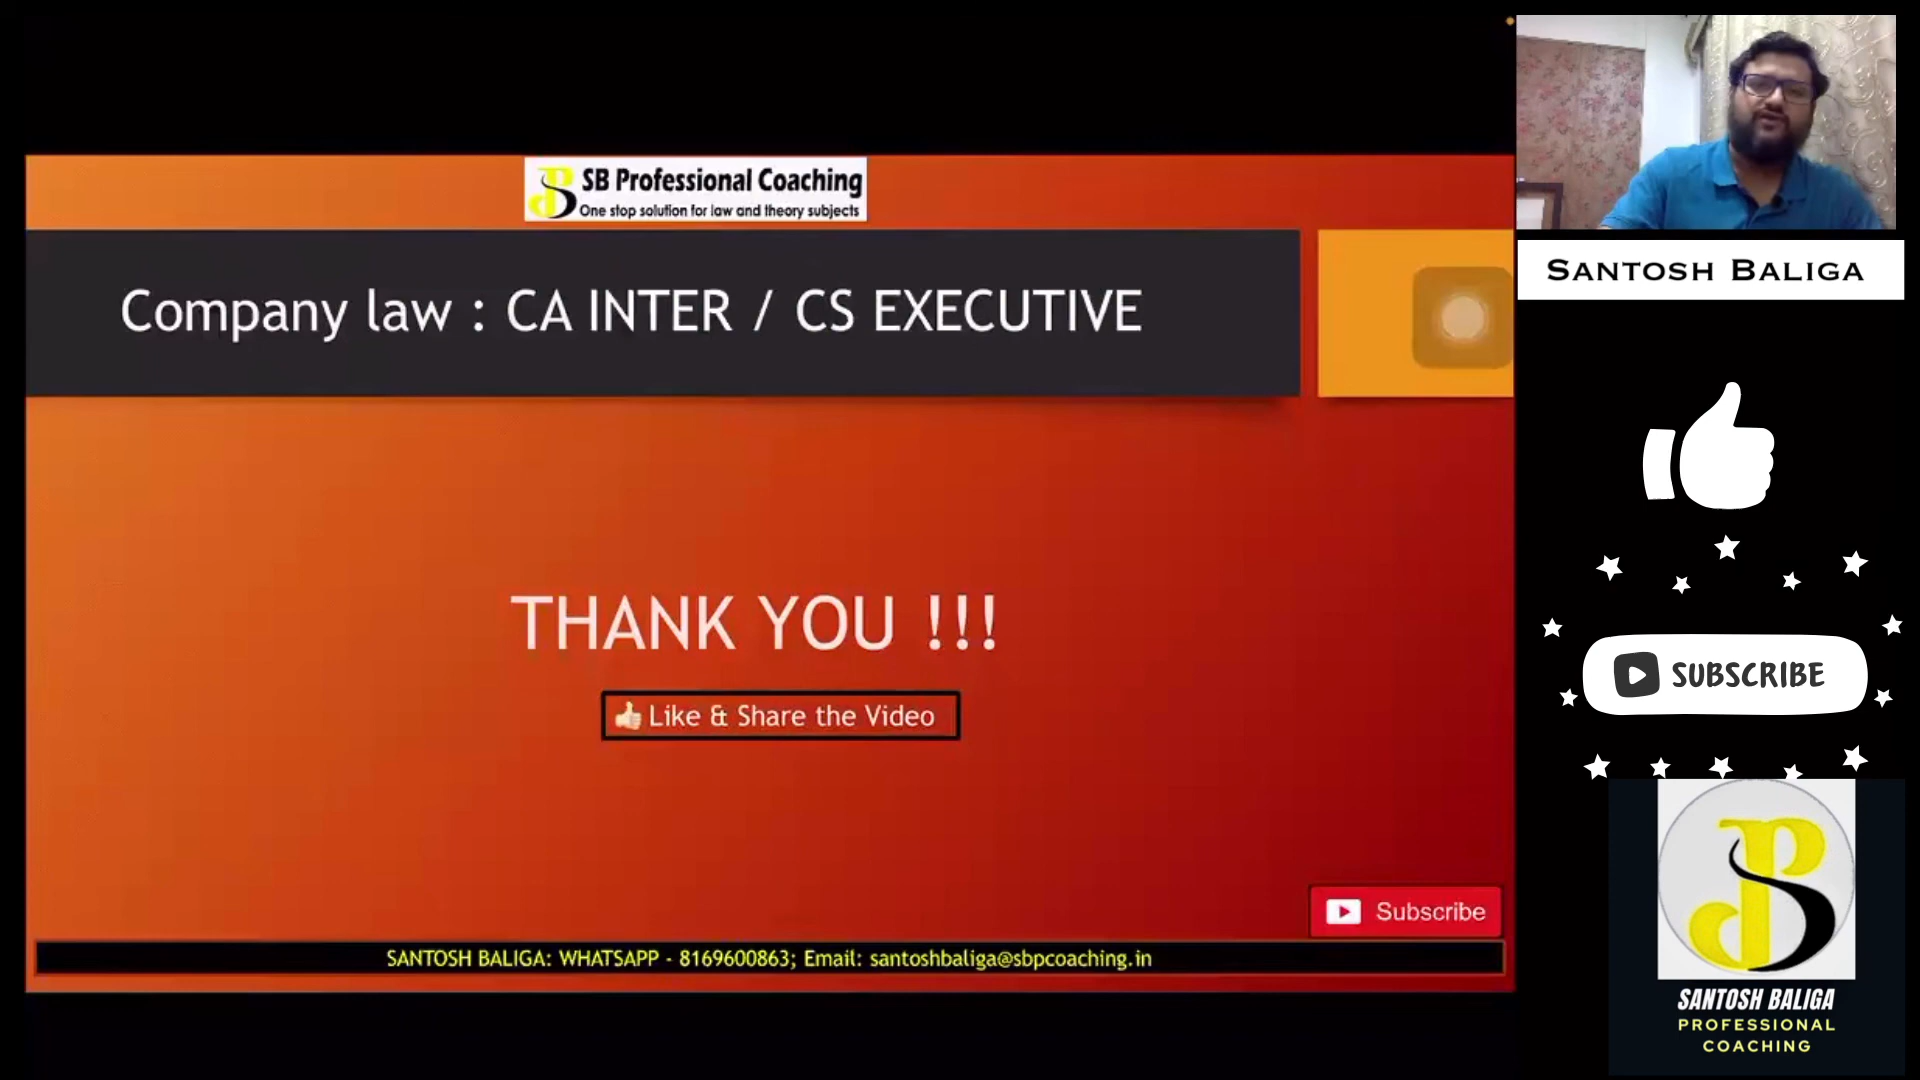 SB Professional Coaching
One stop solution for law and theory subjects
Company law : CA INTER / CS EXECUTIVE
THANK YOU !!!
Like & Share the Video
Subscribe
SANTOSH BALIGA: WHATSAPP - 8169600863; Email: santoshbaliga@sbpcoaching.in
SANTOSH BALIGA
SUBSCRIBE
SANTOSH BALIGA
PROFESSIONAL
COACHING